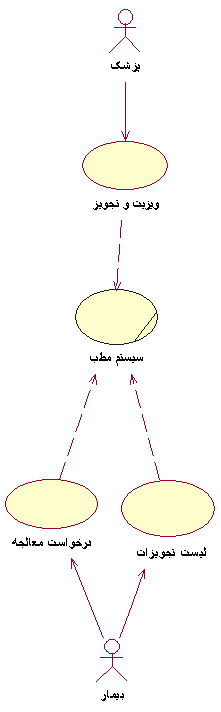 پزشک
ویزیت و تجویز
سیستم مطب
درخواست معالجه
لیست تجویزات
بیمار